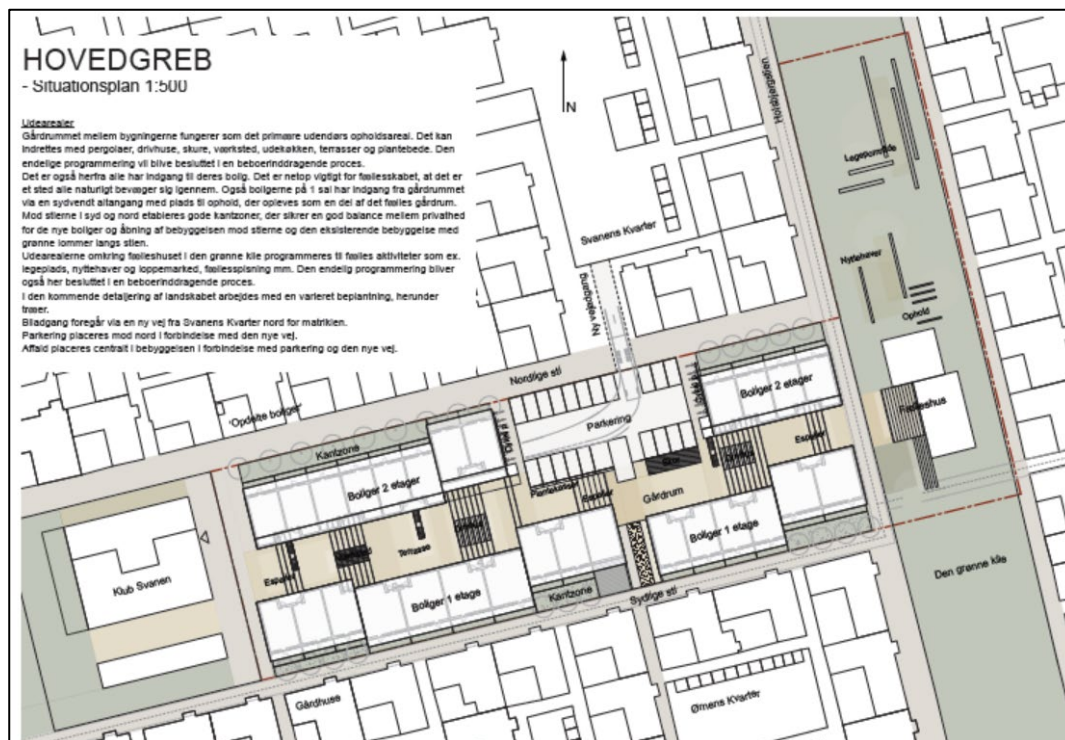 HOVEDGREB
- Situationsplan 1:500
Udearealer
Gårdrummet mellem bygningerne fungerer som det primære udendørs opholdsareal. Det kan
indrettes med pergolaer, drivhuse, skure, værksted, udekøkken, terrasser og plantebede. Den
endelige programmering vil blive besluttet i en beboerinddragende proces.
Det er også herfra alle har indgang til deres bolig. Det er netop vigtigt for fællesskabet, at det er
et sted alle naturligt bevæger sig igennem. Også boligerne på 1 sal har indgang fra gårdrummet
via en sydvendt altangang med plads til ophold, der opleves som en del af det fælles gårdrum.
Mod stierne i syd og nord etableres gode kantzoner, der sikrer en god balance mellem privathed
for de nye boliger og åbning af bebyggelsen mod stierne og den eksisterende bebyggelse med
grønne lommer langs stien.
Udearealerne omkring fælleshuset i den grønne kile programmeres til fælles aktiviteter som ex.
legeplads, nyttehaver og loppemarked, fællesspisning mm. Den endelig programmering bliver
også her besluttet i en beboerinddragende proces.
I den kommende detaljering af landskabet arbejdes med en varieret beplantning, herunder
træer.
Biladgang foregår via en ny vej fra Svanens Kvarter nord for matriklen.
Parkering placeres mod nord i forbindelse med den nye vej.
Affald placeres centralt i bebyggelsen i forbindelse med parkering og den nye vej.
N
Legeområde
Svanens Kvarter
Nyttehaver
Ny vejadgang
Ophold
Nordlige sti
Boliger 2 etager
Fælleshus
Opdelte boliger
Parkering
Kantzone
Espalier
Boliger 2 etager
Skur
Espalier
Gårdrum
Terrasse
Boliger 1 etage
Espalier
Den grønne kile
Klub Svanen
Boliger 1 etage
Kantzone
Sydlige sti
Gårdhuse
Ørnens Kvarter